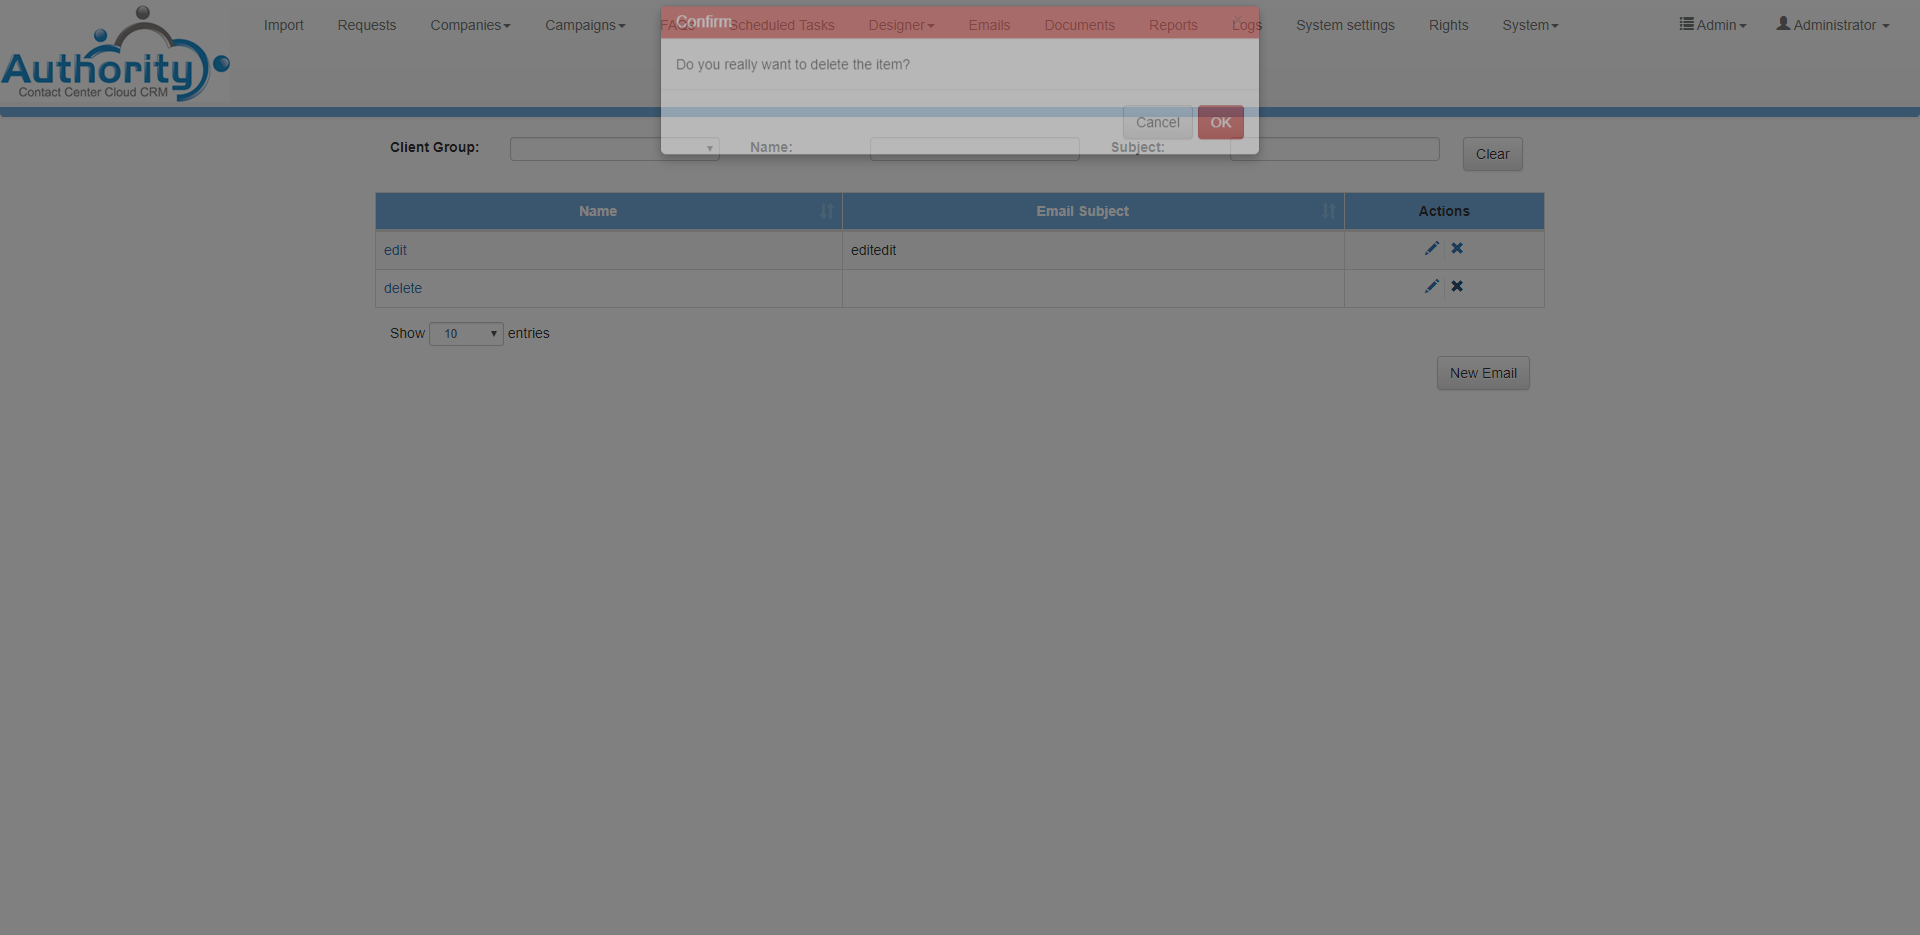 Authority
Contact Center Cloud CRM
Import Requests Companies Campaigns FAQs Scheduled Tasks Designer Emails Documents Reports Logs System settings Rights System Admin Administrator
Confirm ×
Do you really want to delete the item?
Cancel OK
Client Group: Name: Subject: Clear
Name Email Subject Actions
edit editedit
delete
Show 10 entries
New Email